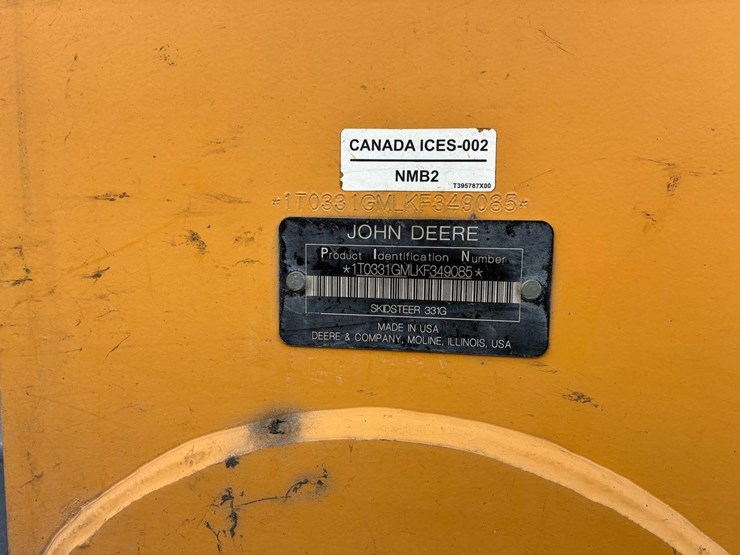 CANADA ICES-002
NMB2
T395787X00
*1T0331GMLKF349085*
JOHN DEERE
Product Identification Number
*1T0331GMLKF349085*
SKIDSTEER 331G
MADE IN USA
DEERE & COMPANY, MOLINE, ILLINOIS, USA